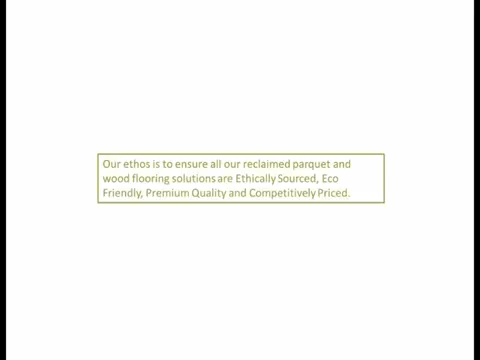 Our ethos is to ensure all our reclaimed parquet and
wood flooring solutions are Ethically Sourced, Eco
Friendly, Premium Quality and Competitively Priced.